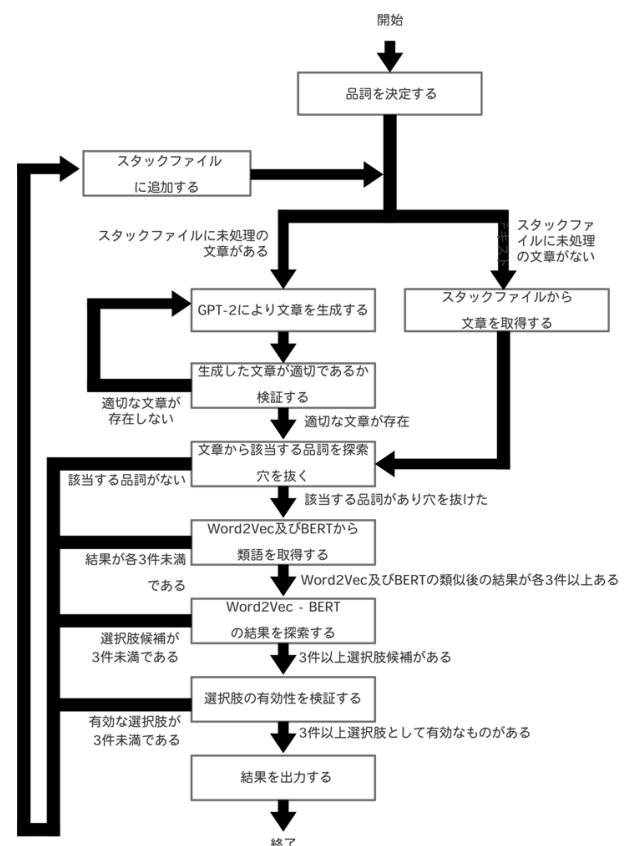 開始
品詞を決定する
スタックファイル
に追加する
スタックファイルに未処理の
文章がある
スタックファ
イルに未処理
の文章がない
テキスト
GPT-2により文章を生成する
スタックファイルから
文章を取得する
生成した文章が適切であるか
検証する
適切な文章が
存在しない
適切な文章が存在
文章から該当する品詞を探索
穴を抜く
該当する品詞がない
該当する品詞があり穴を抜けた
Word2Vec及びBERTから
類語を取得する
結果が各3件未満
である
Word2Vec及びBERTの類似後の結果が各3件以上ある
Word2Vec - BERT
の結果を探索する
選択肢候補が
3件未満である
3件以上選択肢候補がある
選択肢の有効性を検証する
有効な選択肢が
3件未満である
3件以上選択肢として有効なものがある
結果を出力する
終了